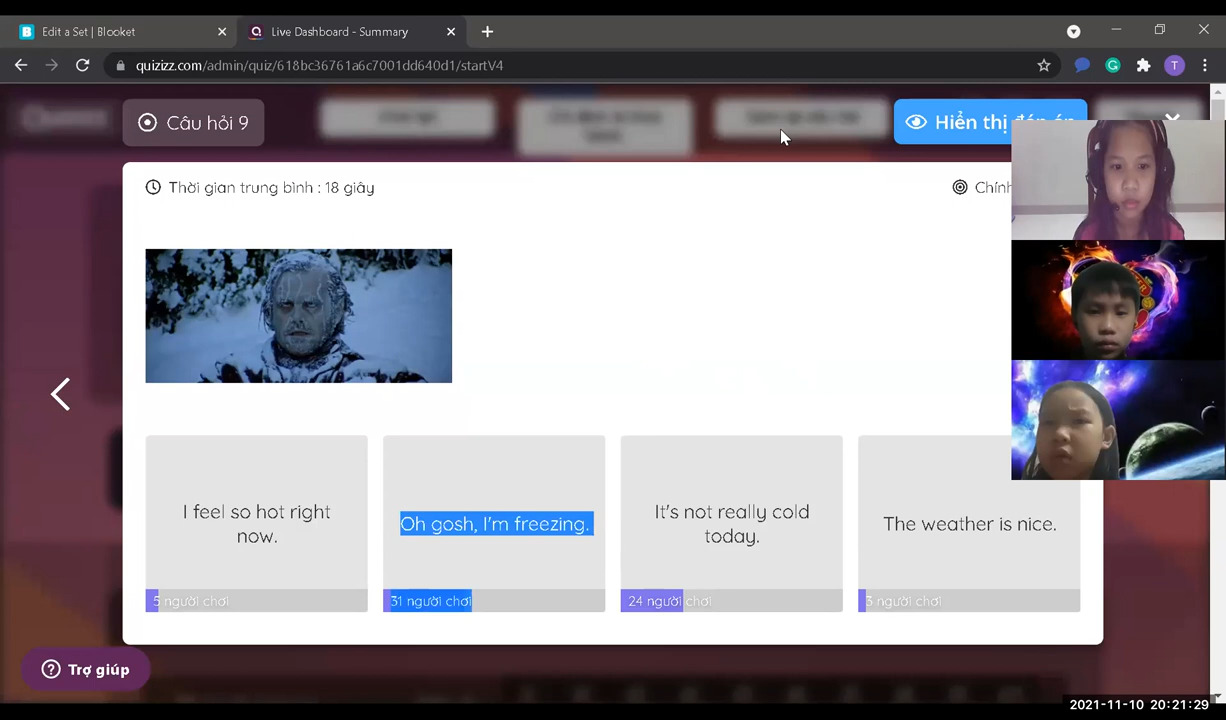 Edit a Set | Blooket
Live Dashboard - Summary
quizizz.com/admin/quiz/618bc36761a6c7001dd640d1/startV4
T
Câu hỏi 9
Hiển thị đáp án
Thời gian trung bình : 18 giây
Chính
I feel so hot right
now.
5 người chơi
Oh gosh, I'm freezing.
31 người chơi
It's not really cold
today.
24 người chơi
The weather is nice.
3 người chơi
Trợ giúp
2021-11-10 20:21:29